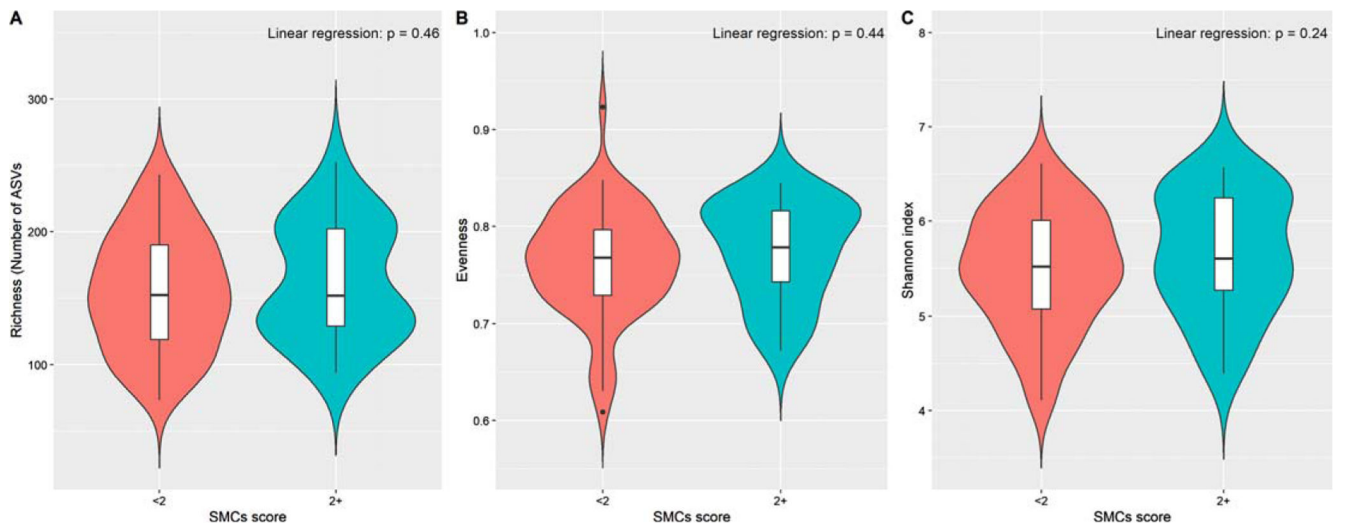 A
Linear regression: p = 0.46
Richness (Number of ASVs
300
200
100
<2
2+
SMCs score
B
Linear regression: p = 0.44
Evenness
1.0
0.9
0.8
0.7
0.6
<2
2+
SMCs score
C
Linear regression: p = 0.24
Shannon index
8
7
6
5
4
<2
2+
SMCs score